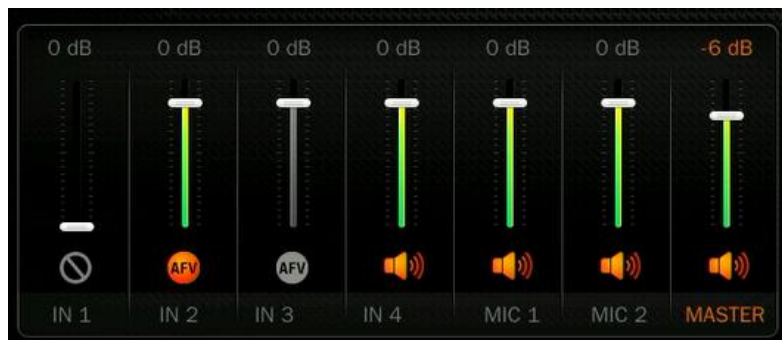 0 dB 0 dB 0 dB 0 dB 0 dB 0 dB -6 dB
AFV AFV
IN 1 IN 2 IN 3 IN 4 MIC 1 MIC 2 MASTER